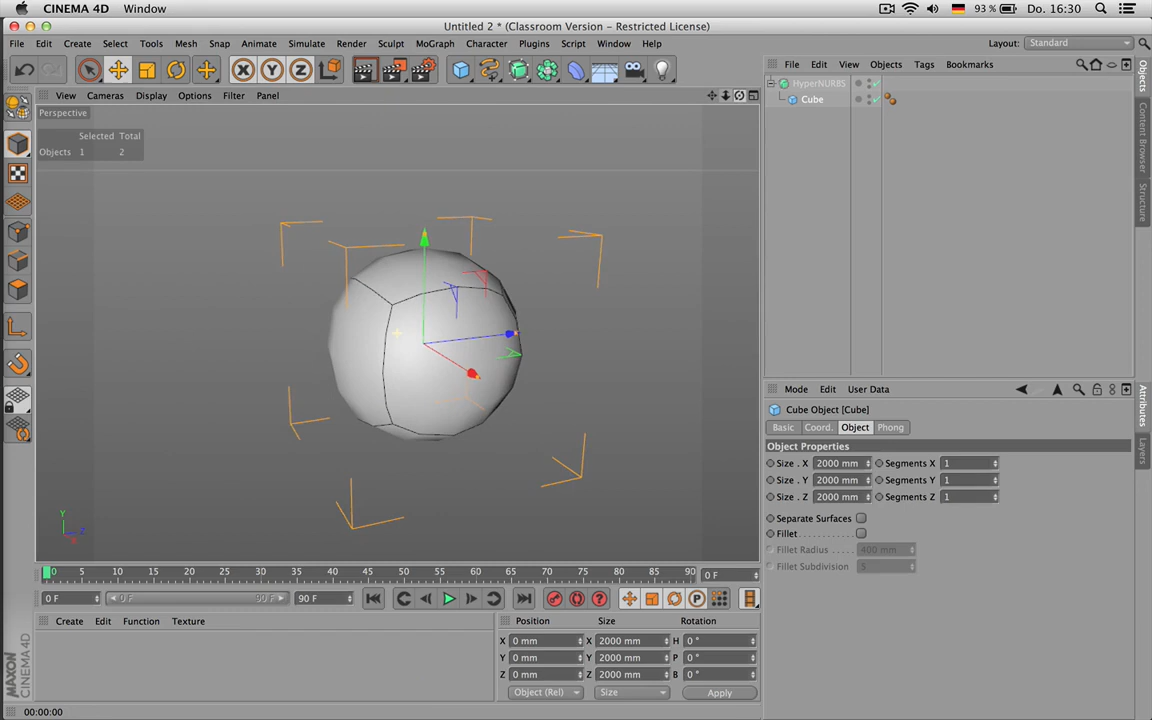 CINEMA 4D Window 93 % Do. 16:30
Untitled 2 * (Classroom Version - Restricted License)
File Edit Create Select Tools Mesh Snap Animate Simulate Render Sculpt MoGraph Character Plugins Script Window Help Layout: Standard
X Y Z
File Edit View Objects Tags Bookmarks
View Cameras Display Options Filter Panel
HyperNURBS
Cube
Perspective
Selected Total
Objects 1 2
Y
Z
X
Objects
Content Browser
Structure
Mode Edit User Data
Cube Object [Cube]
Basic Coord. Object Phong
Object Properties
Size . X 2000 mm Segments X 1
Size . Y 2000 mm Segments Y 1
Size . Z 2000 mm Segments Z 1
Separate Surfaces
Fillet
Fillet Radius 400 mm
Fillet Subdivision 5
Attributes
Layers
0 5 10 15 20 25 30 35 40 45 50 55 60 65 70 75 80 85 90 0 F
0 F 0 F 90 F 90 F
P
Create Edit Function Texture
Position Size Rotation
X 0 mm X 2000 mm H 0 °
Y 0 mm Y 2000 mm P 0 °
Z 0 mm Z 2000 mm B 0 °
Object (Rel) Size Apply
MAXON CINEMA 4D
00:00:00